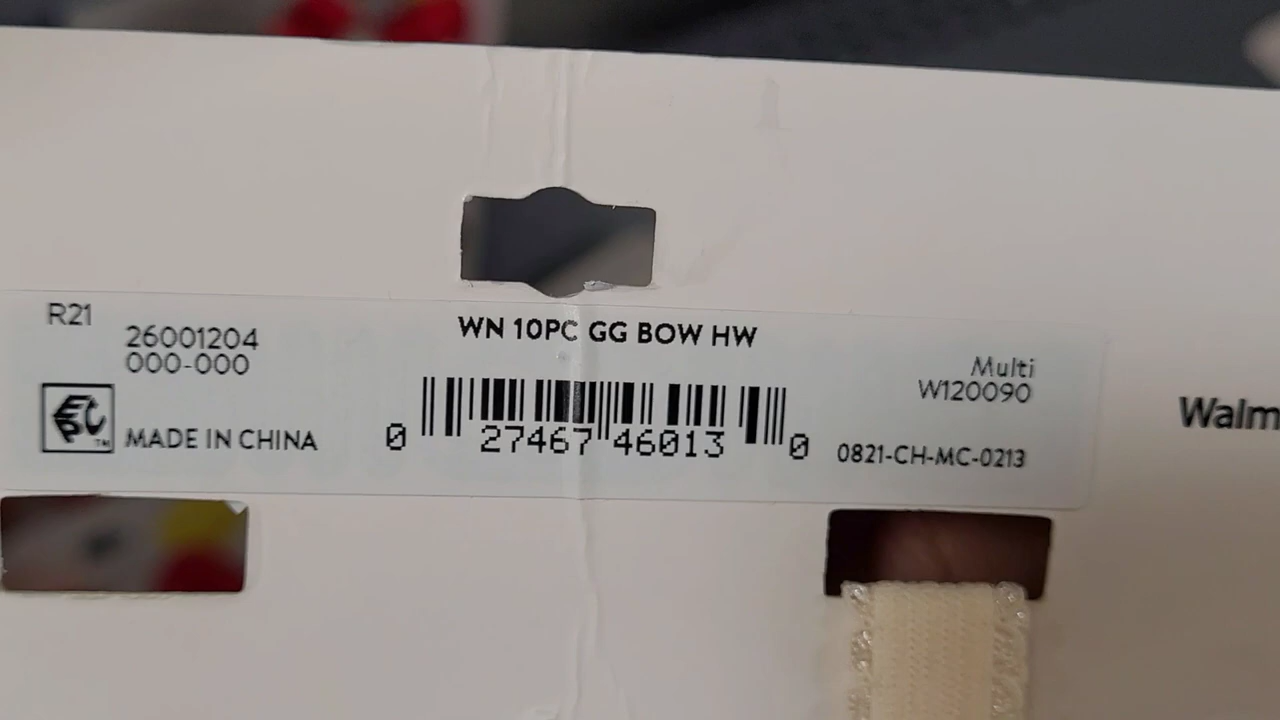 R21
26001204
000-000
MADE IN CHINA
WN 10PC GG BOW HW
0 27467 46013 0
Multi
W120090
0821-CH-MC-0213
Walm